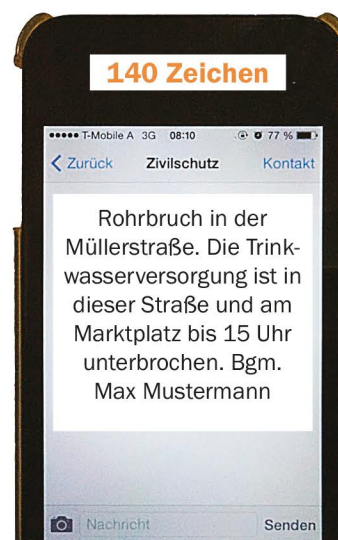 140 Zeichen
●●●●● T-Mobile A 3G 08:10 77 %
Zurück Zivilschutz Kontakt
Rohrbruch in der
Müllerstraße. Die Trink-
wasserversorgung ist in
dieser Straße und am
Marktplatz bis 15 Uhr
unterbrochen. Bgm.
Max Mustermann
Nachricht Senden